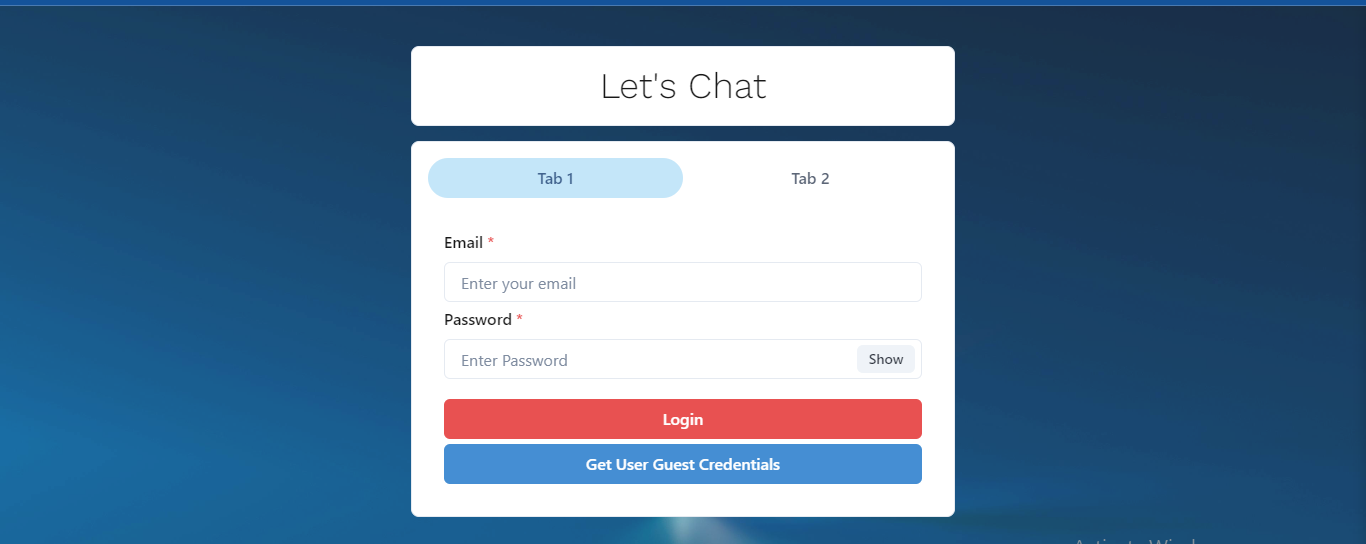 Let's Chat
Tab 1 Tab 2
Email *
Enter your email
Password *
Enter Password Show
Login
Get User Guest Credentials